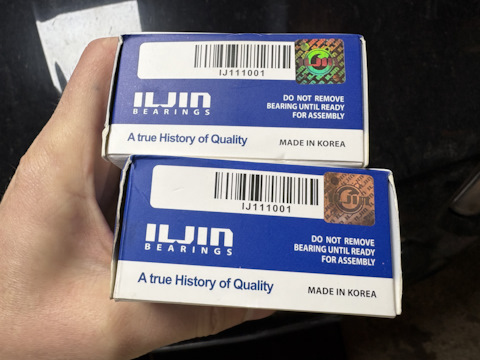 IJ111001
ILJIN
BEARINGS
DO NOT REMOVE
BEARING UNTIL READY
FOR ASSEMBLY
A true History of Quality
MADE IN KOREA
IJ111001
ILJIN
BEARINGS
DO NOT REMOVE
BEARING UNTIL READY
FOR ASSEMBLY
A true History of Quality
MADE IN KOREA